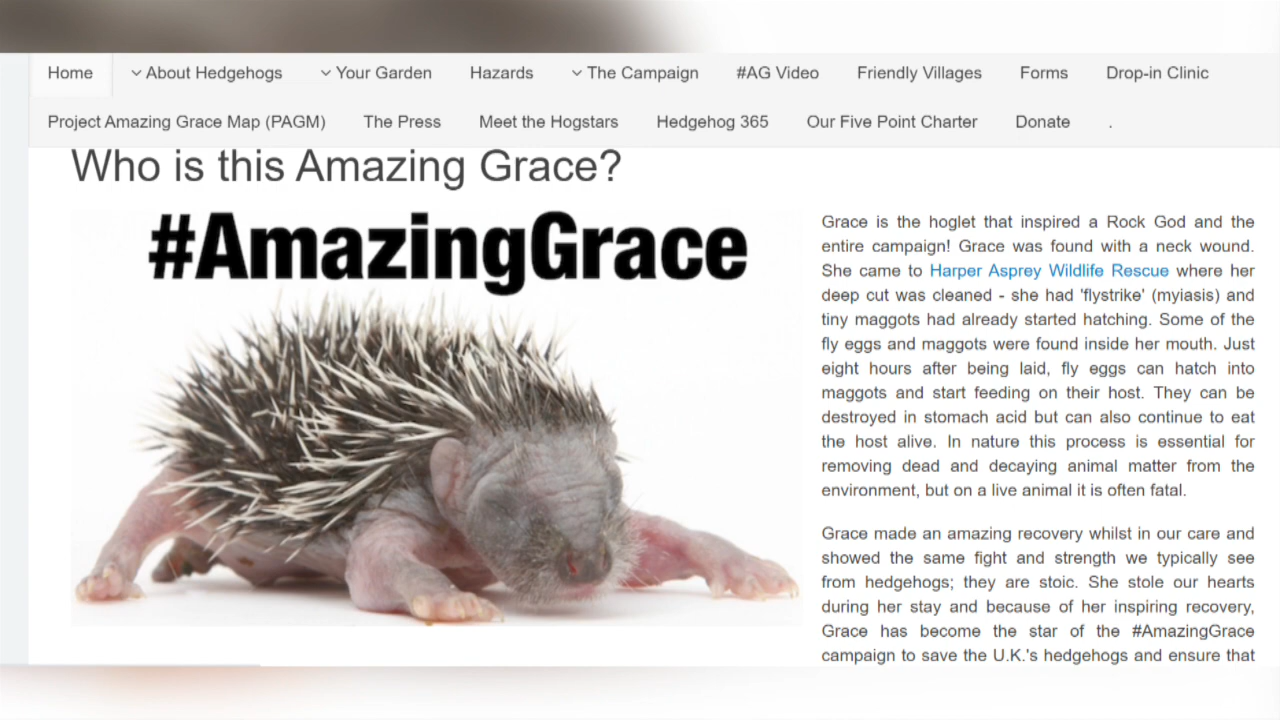 Home About Hedgehogs Your Garden Hazards The Campaign #AG Video Friendly Villages Forms Drop-in Clinic
Project Amazing Grace Map (PAGM) The Press Meet the Hogstars Hedgehog 365 Our Five Point Charter Donate .
Who is this Amazing Grace?
#AmazingGrace
Grace is the hoglet that inspired a Rock God and the
entire campaign! Grace was found with a neck wound.
She came to Harper Asprey Wildlife Rescue where her
deep cut was cleaned - she had 'flystrike' (myiasis) and
tiny maggots had already started hatching. Some of the
fly eggs and maggots were found inside her mouth. Just
eight hours after being laid, fly eggs can hatch into
maggots and start feeding on their host. They can be
destroyed in stomach acid but can also continue to eat
the host alive. In nature this process is essential for
removing dead and decaying animal matter from the
environment, but on a live animal it is often fatal.
Grace made an amazing recovery whilst in our care and
showed the same fight and strength we typically see
from hedgehogs; they are stoic. She stole our hearts
during her stay and because of her inspiring recovery,
Grace has become the star of the #AmazingGrace
campaign to save the U.K.'s hedgehogs and ensure that